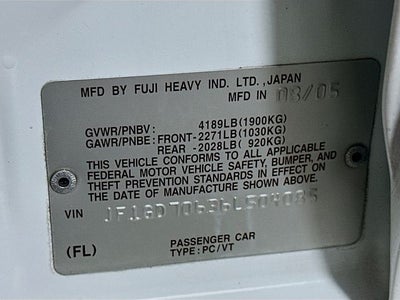 MFD BY FUJI HEAVY IND. LTD.,JAPAN
MFD IN 08/05
GVWR/PNBV: 4189LB(1900KG)
GAWR/PNBE: FRONT-2271LB(1030KG)
REAR -2028LB( 920KG)
THIS VEHICLE CONFORMS TO ALL APPLICABLE
FEDERAL MOTOR VEHICLE SAFETY, BUMPER, AND
THEFT PREVENTION STANDARDS IN EFFECT ON
THE DATE OF MANUFACTURE SHOWN ABOVE.
VIN JF1GD70636L504085
(FL)
PASSENGER CAR
TYPE: PC/VT